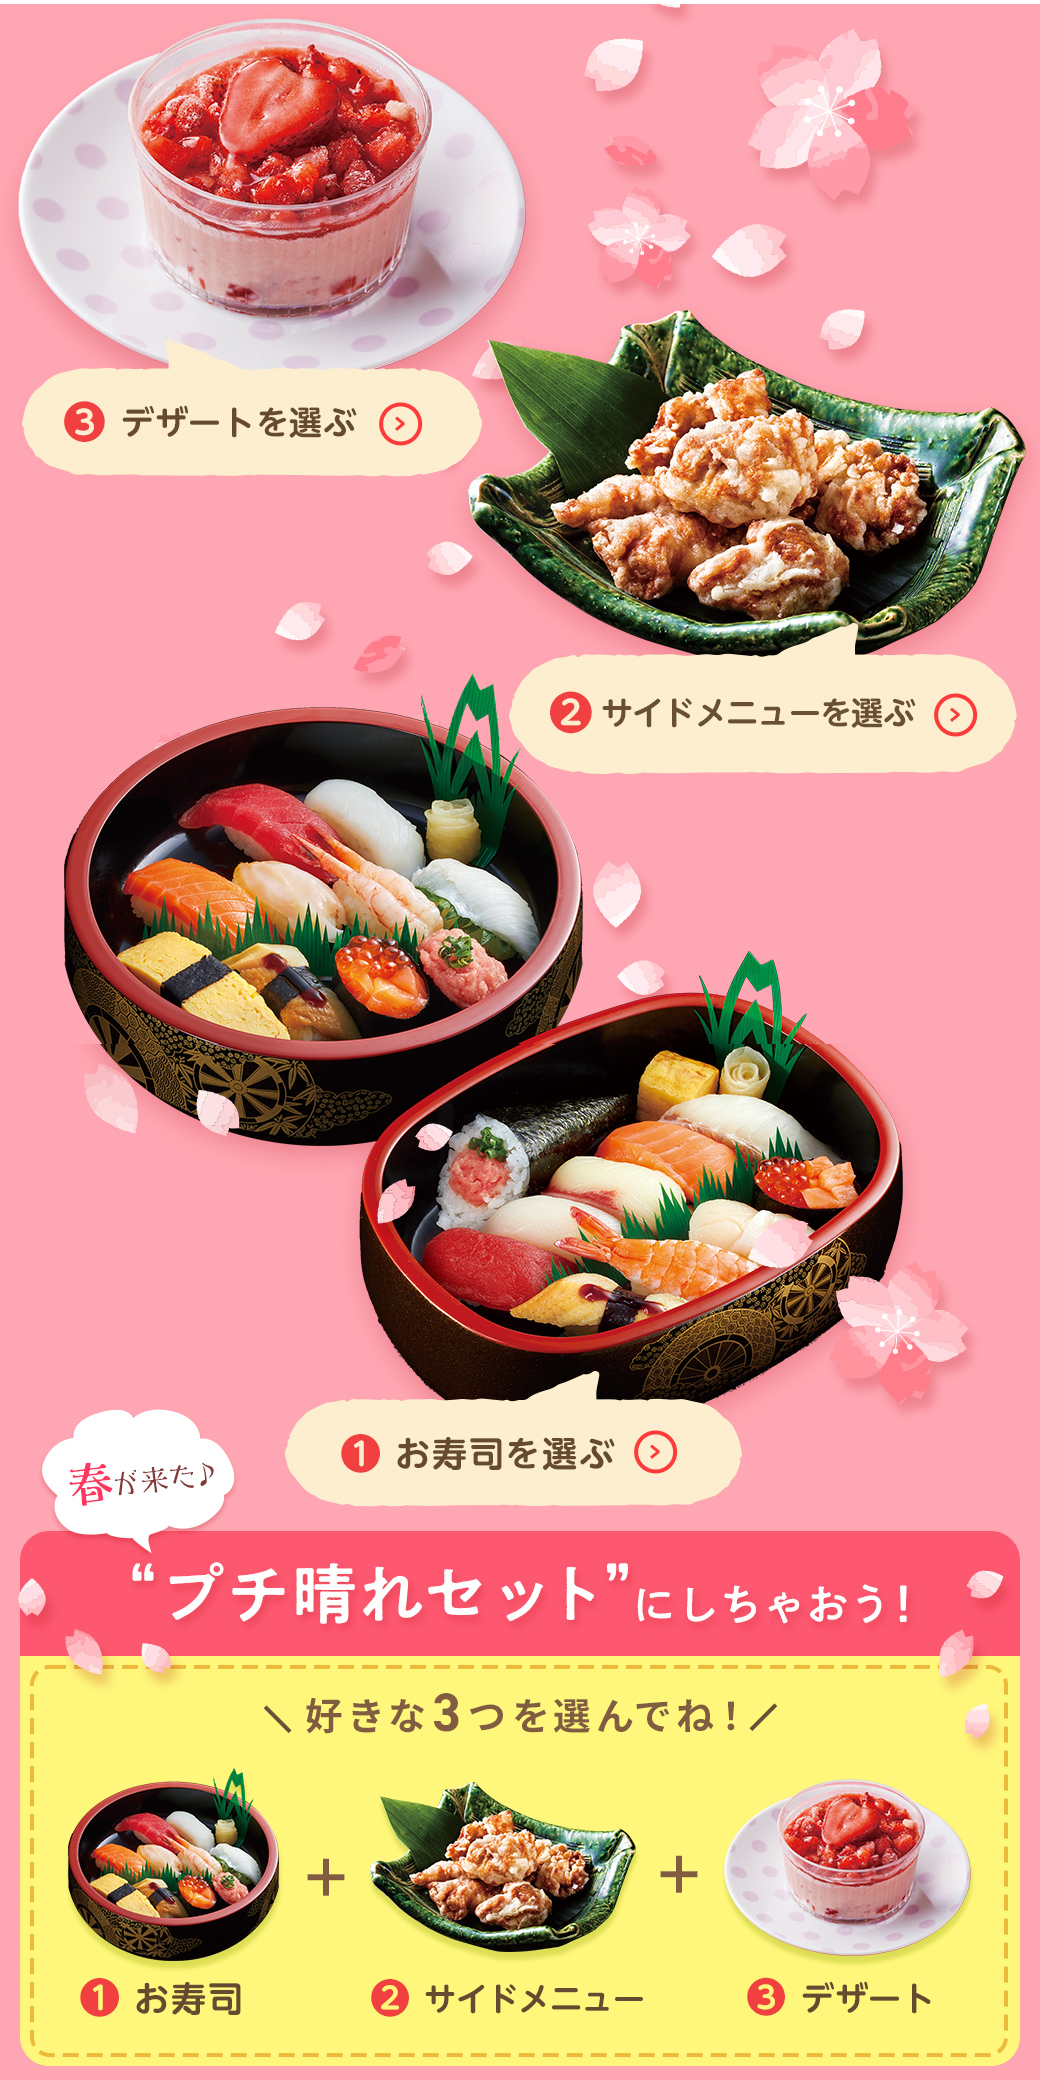 3 デザートを選ぶ
2 サイドメニューを選ぶ
1 お寿司を選ぶ
春が来た♪
“プチ晴れセット”にしちゃおう！
＼好きな3つを選んでね！／
1 お寿司 + 2 サイドメニュー + 3 デザート